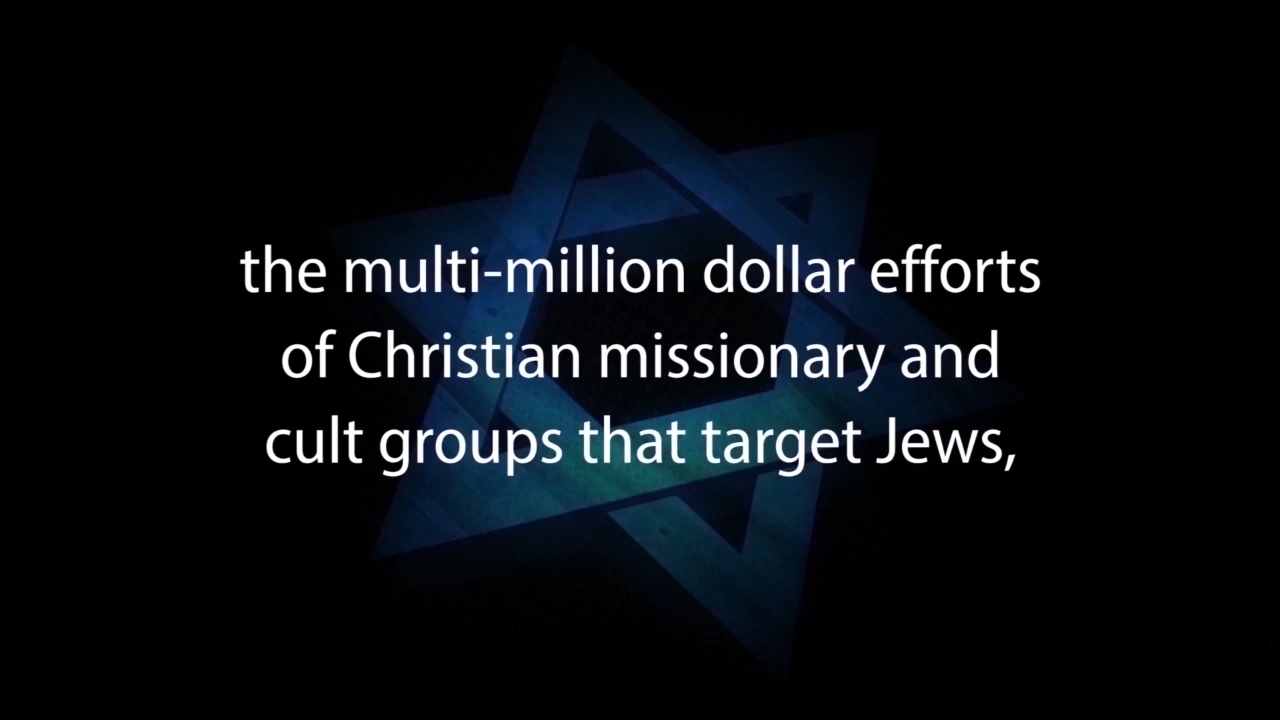 the multi-million dollar efforts
of Christian missionary and
cult groups that target Jews,